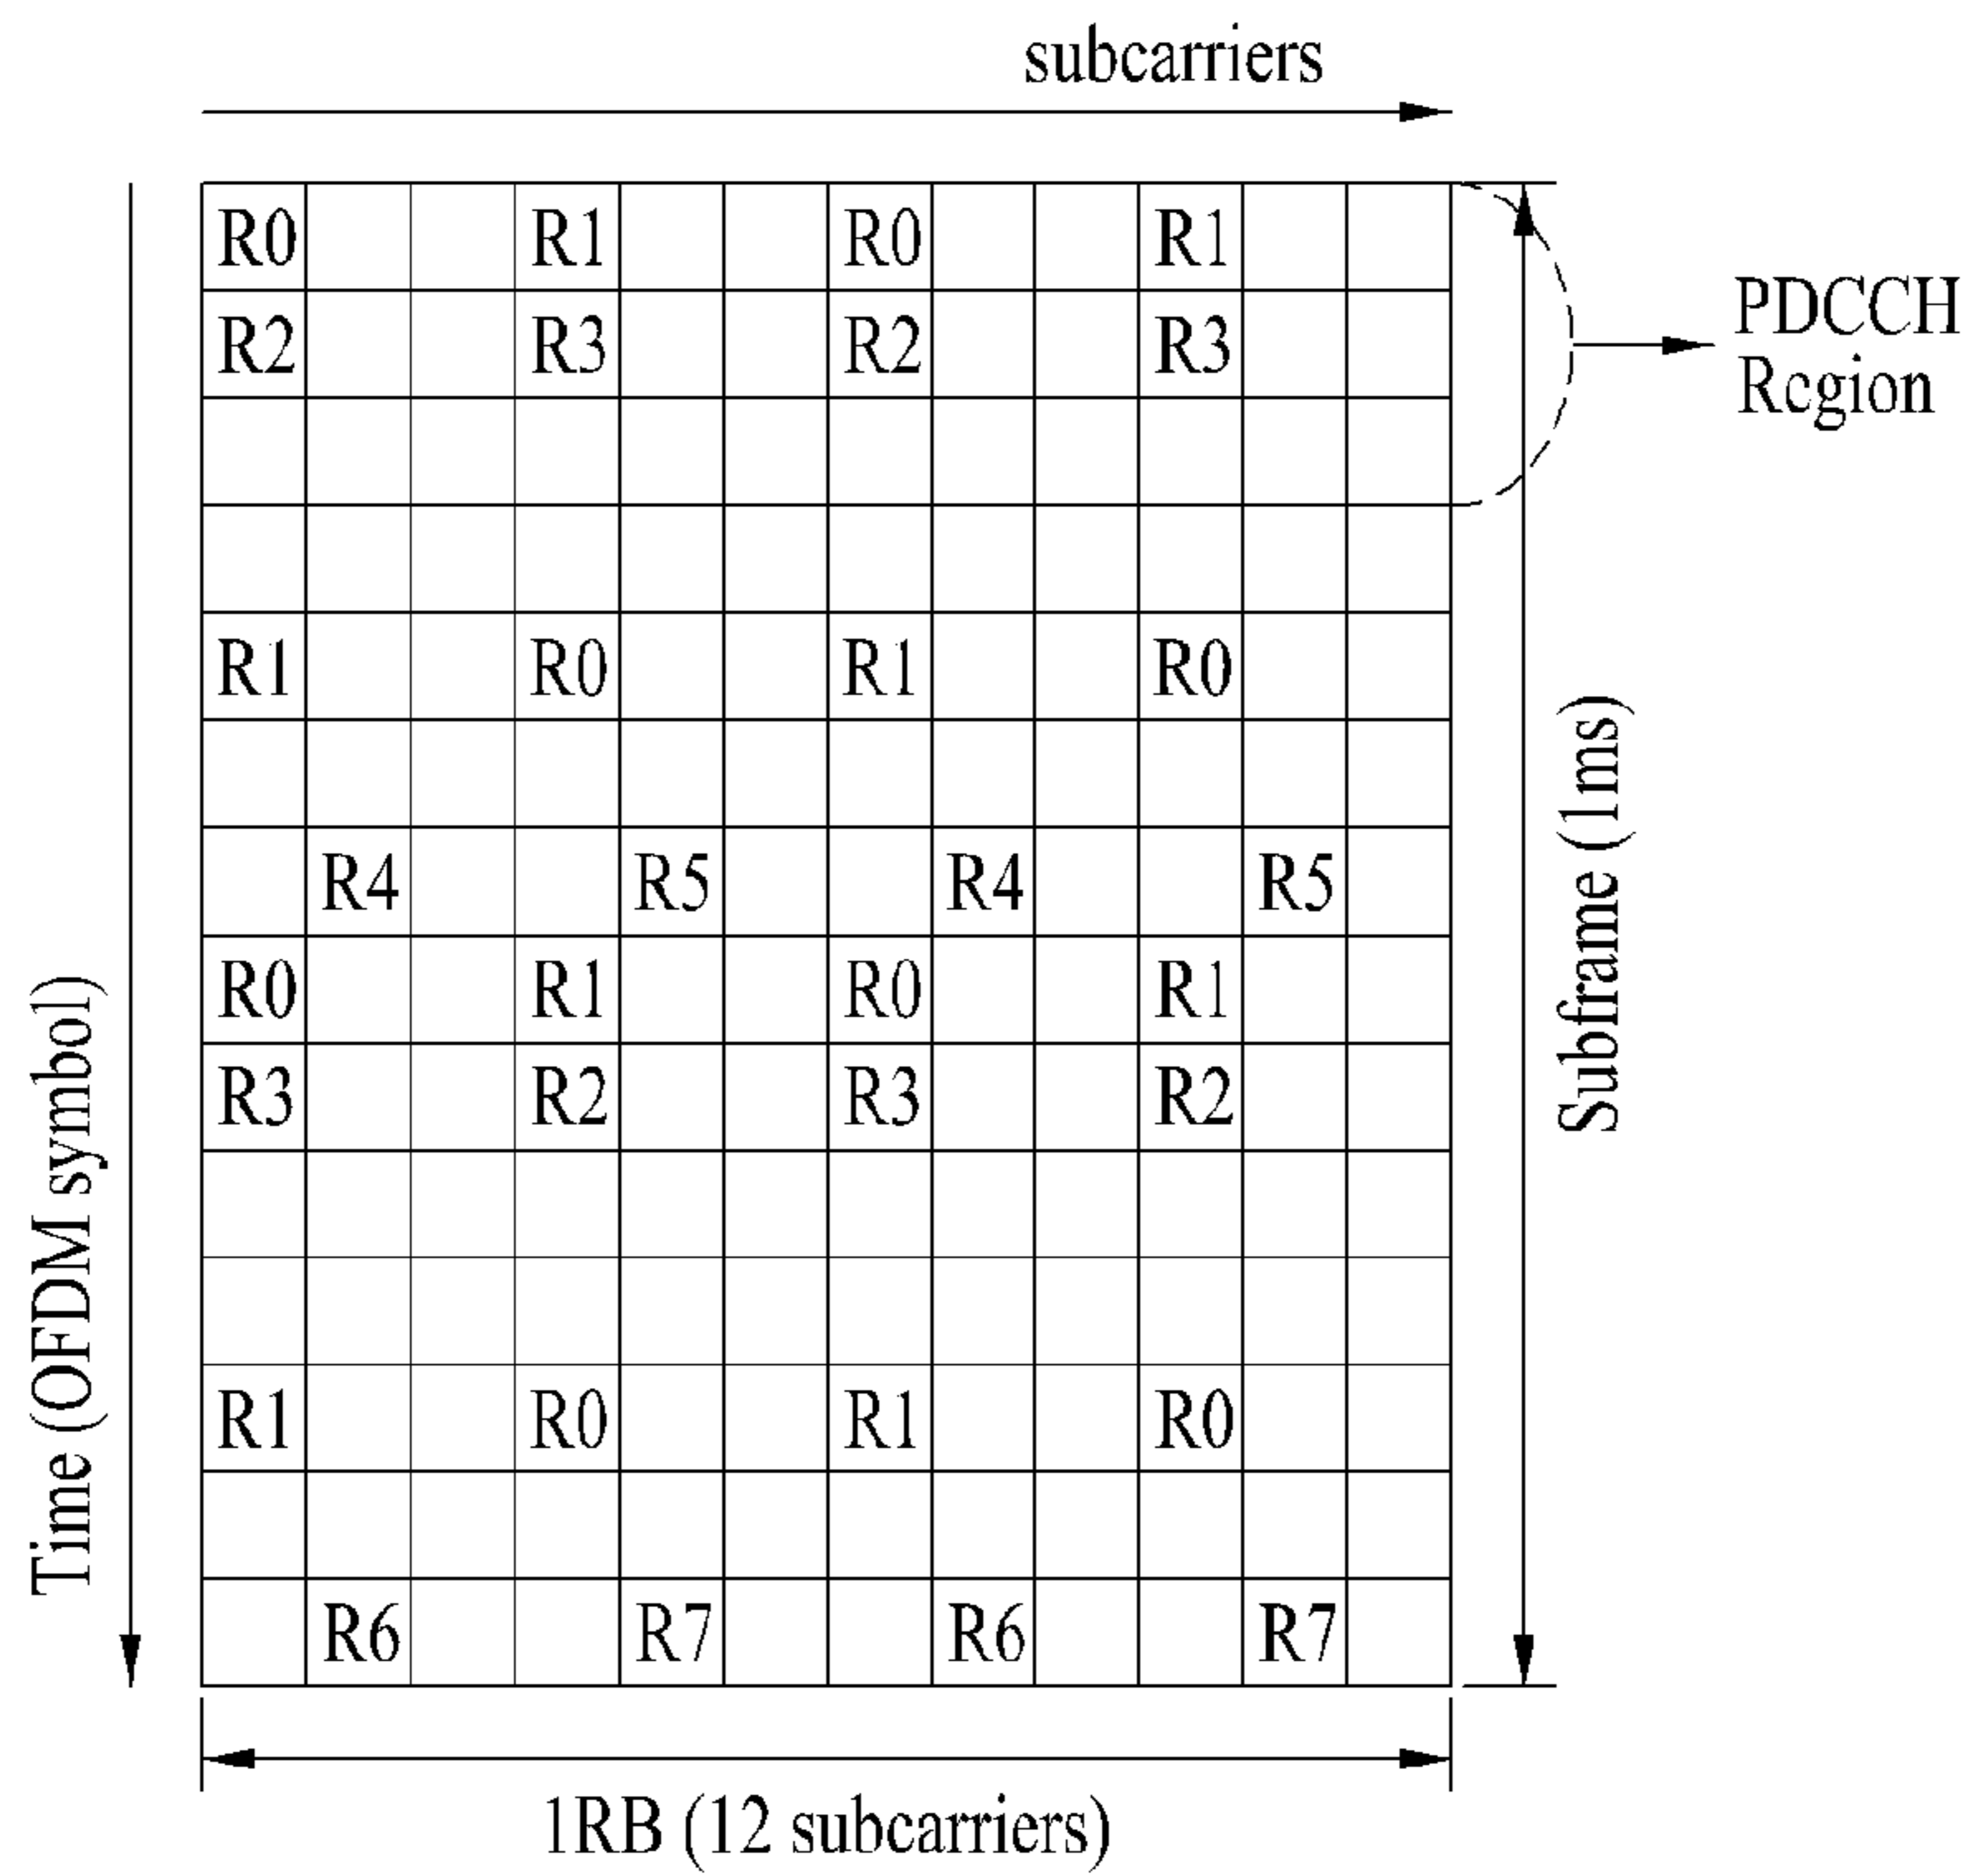 subcarriers
R0 R1 R0 R1
R2 R3 R2 R3
PDCCH
Region
R1 R0 R1 R0
R4 R5 R4 R5
R0 R1 R0 R1
R3 R2 R3 R2
R1 R0 R1 R0
R6 R7 R6 R7
Time (OFDM symbol)
Subframe (1ms)
1RB (12 subcarriers)